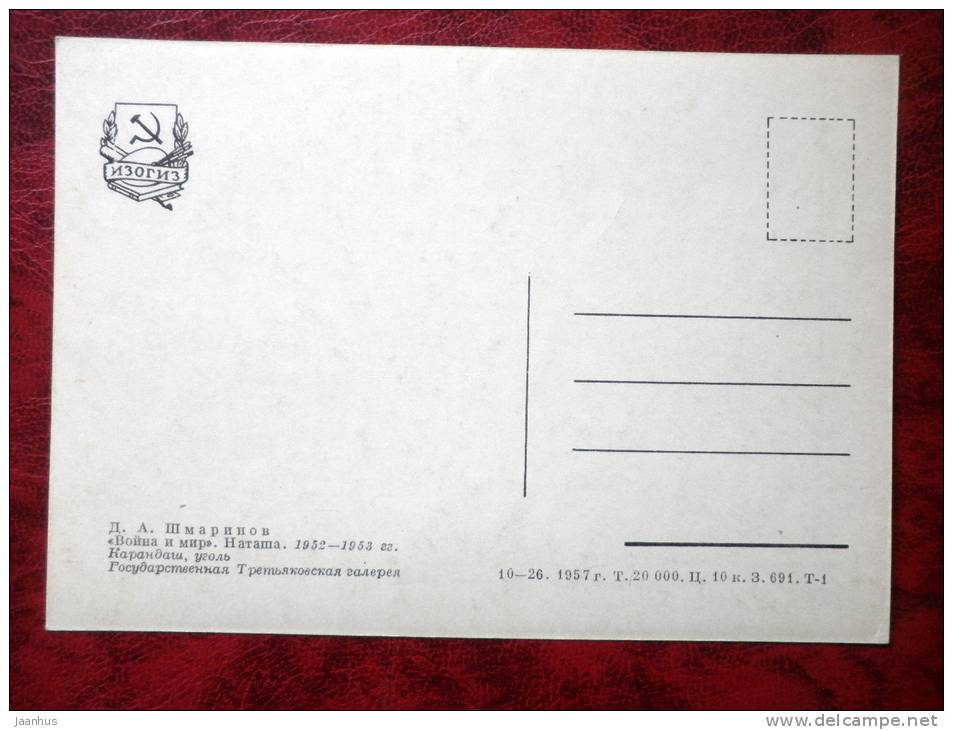 ИЗОГИЗ
Д. А. Шмаринов
«Война и мир». Наташа. 1952—1953 гг.
Карандаш, уголь
Государственная Третьяковская галерея
10—26. 1957 г. Т. 20 000. Ц. 10 к. З. 691. Т-1
jaanhus
www.delcampe.net